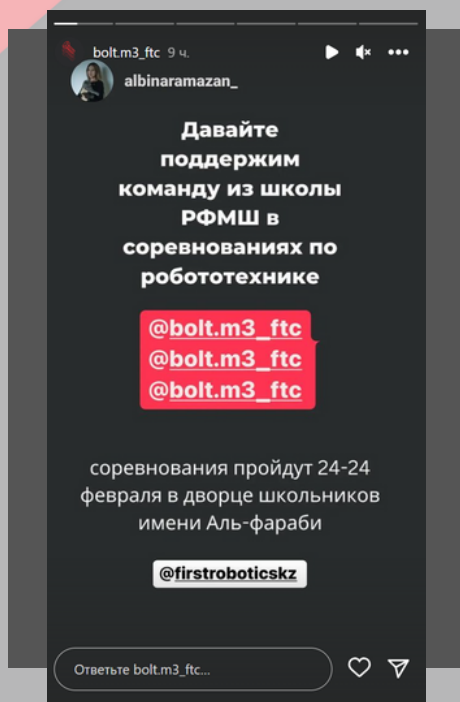 bolt.m3_ftc 9 ч.
albinaramazan_
Давайте
поддержим
команду из школы
РФМШ в
соревнованиях по
робототехнике
@bolt.m3_ftc
@bolt.m3_ftc
@bolt.m3_ftc
соревнования пройдут 24-24
февраля в дворце школьников
имени Аль-фараби
@firstroboticskz
Ответьте bolt.m3_ftc...